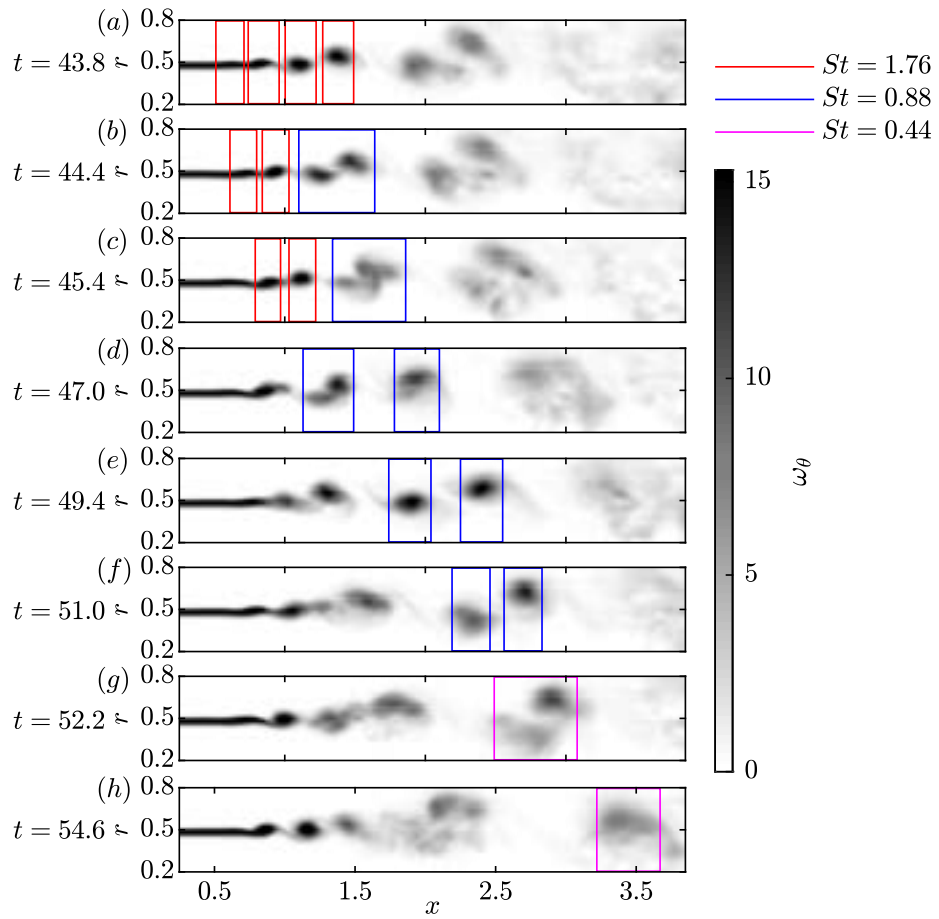 (a) 0.8
t = 43.8 r 0.5
0.2
St = 1.76
St = 0.88
St = 0.44
(b) 0.8
t = 44.4 r 0.5
0.2
(c) 0.8
t = 45.4 r 0.5
0.2
(d) 0.8
t = 47.0 r 0.5
0.2
(e) 0.8
t = 49.4 r 0.5
0.2
(f) 0.8
t = 51.0 r 0.5
0.2
(g) 0.8
t = 52.2 r 0.5
0.2
(h) 0.8
t = 54.6 r 0.5
0.2
0.5 1.5 2.5 3.5
x
15
10
5
0
ω_θ